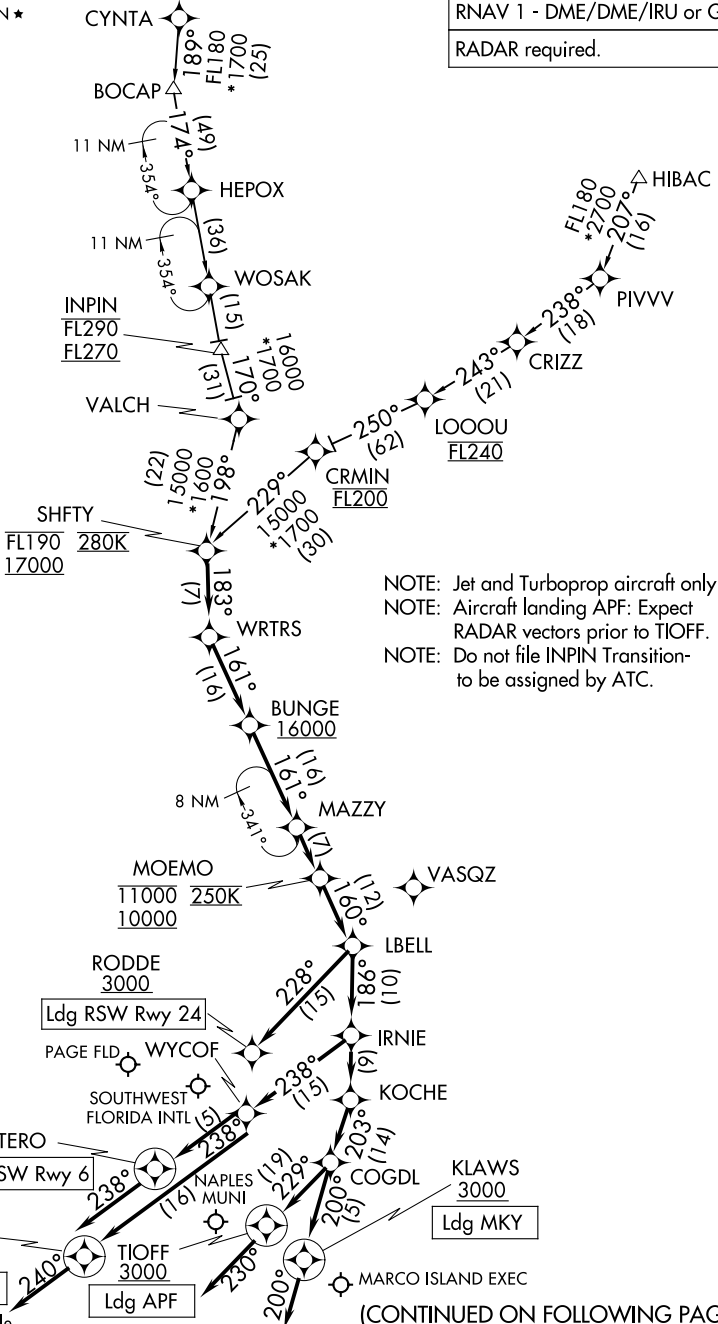 N ★
RNAV 1 - DME/DME/IRU or G
RADAR required.
CYNTA
189°
FL180
*1700
(25)
BOCAP
(49)
174°
11 NM
354°
HEPOX
HIBAC
FL180
*2700
207°
(16)
(36)
11 NM
354°
WOSAK
PIVVV
238°
(18)
(15)
INPIN
FL290
FL270
16000
*1700
170°
(31)
CRIZZ
243°
(21)
VALCH
LOOOU
FL240
250°
(62)
CRMIN
FL200
(22)
15000
*1600
198°
229°
15000
*1700
(30)
SHFTY
FL190 280K
17000
183°
(7)
NOTE: Jet and Turboprop aircraft only
NOTE: Aircraft landing APF: Expect
RADAR vectors prior to TIOFF.
NOTE: Do not file INPIN Transition-
to be assigned by ATC.
WRTRS
161°
(16)
BUNGE
16000
(16)
161°
8 NM
341°
MAZZY
(7)
MOEMO
11000 250K
10000
(12)
160°
VASQZ
LBELL
RODDE
3000
Ldg RSW Rwy 24
228°
(15)
186°
(10)
IRNIE
PAGE FLD
WYCOF
SOUTHWEST
FLORIDA INTL
238°
(15)
(9)
KOCHE
(5)
238°
203°
(14)
TERO
SW Rwy 6
238°
(16)
NAPLES
MUNI
(19)
229°
COGDL
200°
(5)
KLAWS
3000
Ldg MKY
240°
TIOFF
3000
Ldg APF
230°
200°
MARCO ISLAND EXEC
(CONTINUED ON FOLLOWING PAG